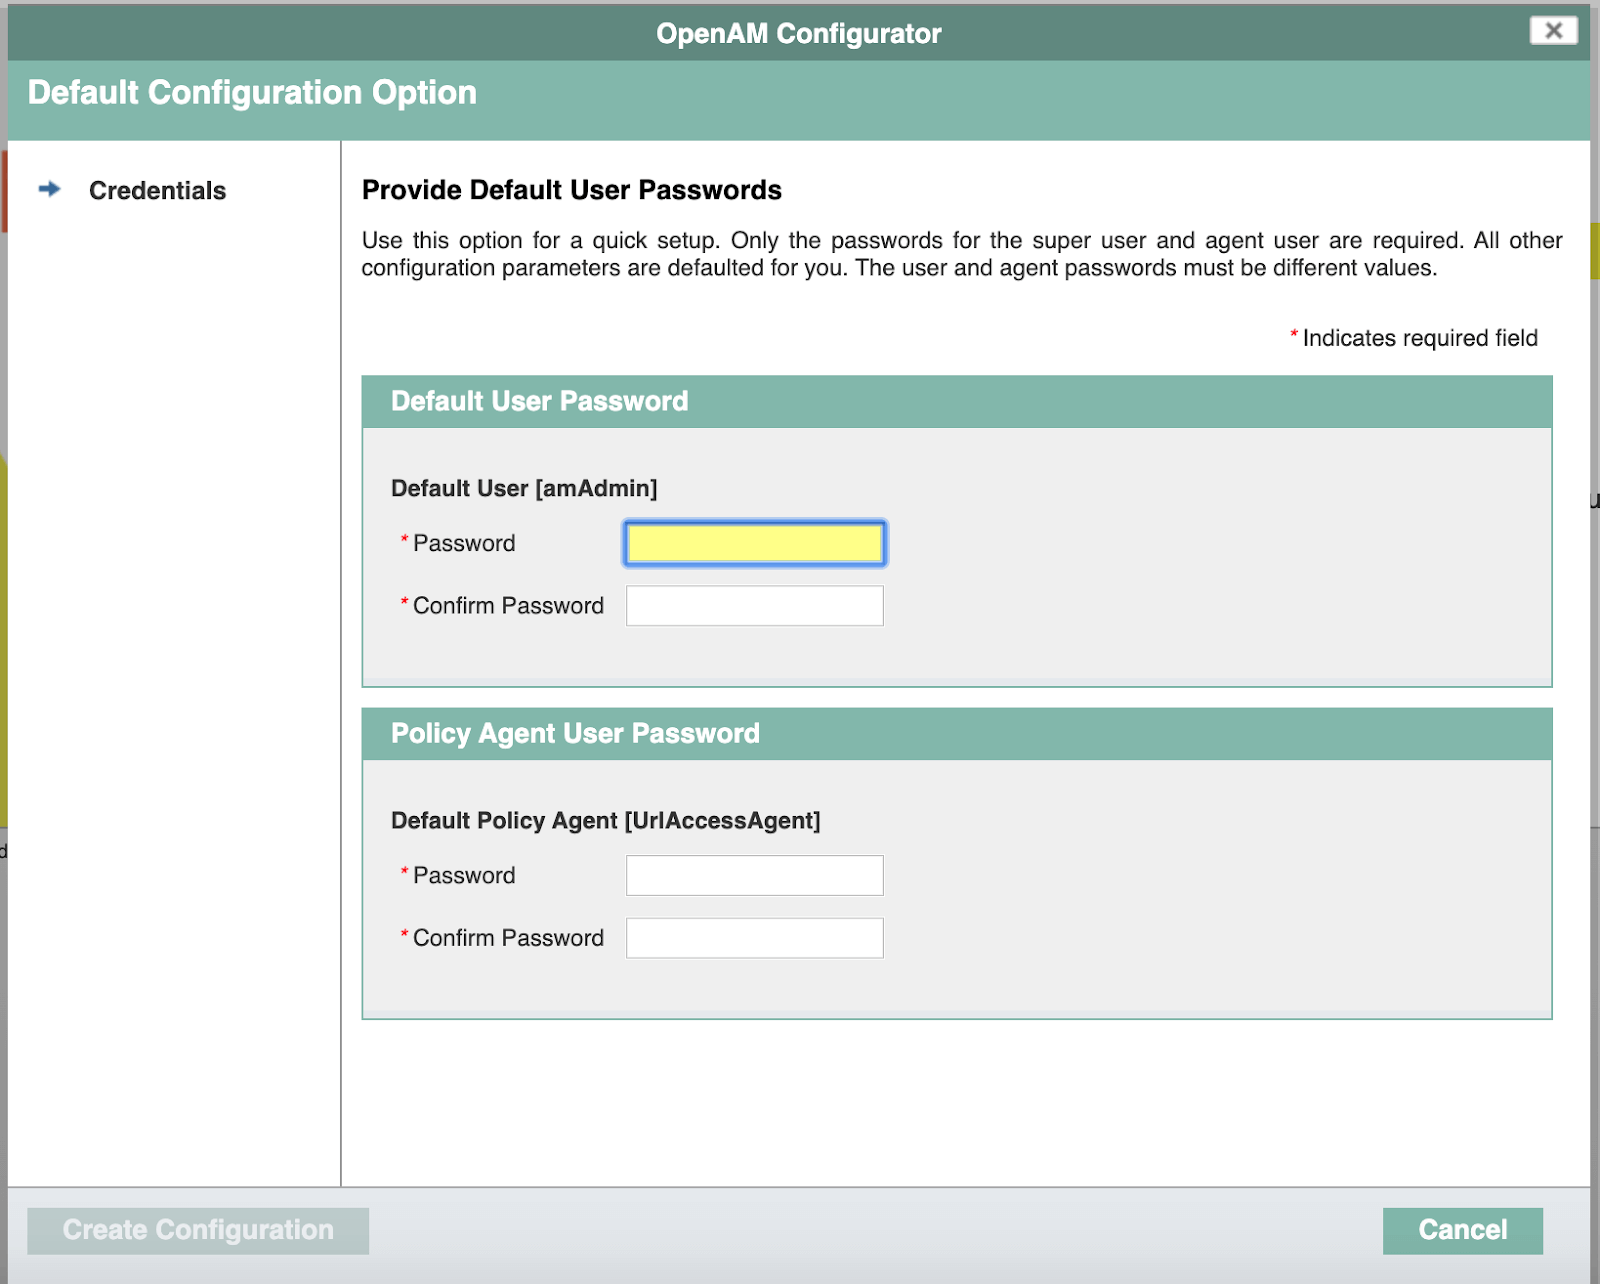 OpenAM Configurator
Default Configuration Option
Credentials
Provide Default User Passwords
Use this option for a quick setup. Only the passwords for the super user and agent user are required. All other
configuration parameters are defaulted for you. The user and agent passwords must be different values.
* Indicates required field
Default User Password
Default User [amAdmin]
* Password
* Confirm Password
Policy Agent User Password
Default Policy Agent [UrlAccessAgent]
* Password
* Confirm Password
Create Configuration
Cancel